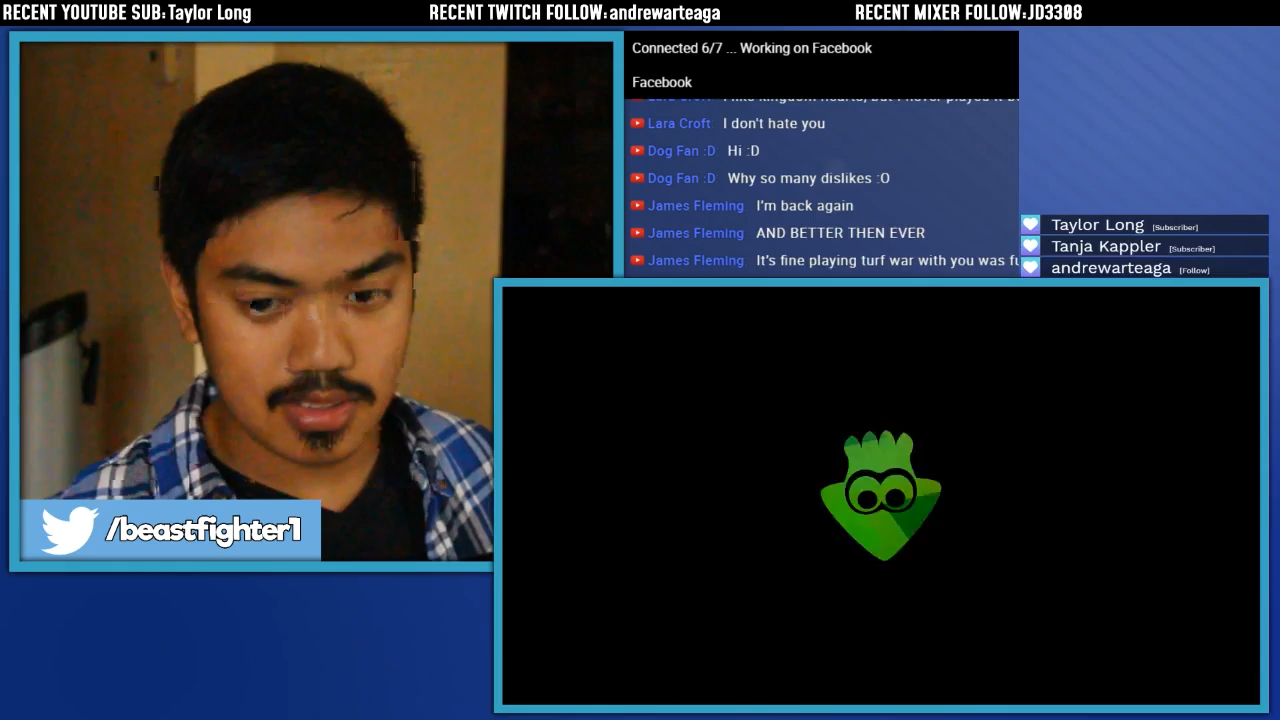 RECENT YOUTUBE SUB:Taylor Long
RECENT TWITCH FOLLOW:andrewarteaga
RECENT MIXER FOLLOW:JD3308
Connected 6/7 ... Working on Facebook
Facebook
Lara Croft I don't hate you
Dog Fan :D Hi :D
Dog Fan :D Why so many dislikes :O
James Fleming I'm back again
James Fleming AND BETTER THEN EVER
James Fleming It's fine playing turf war with you was
Taylor Long [Subscriber]
Tanja Kappler [Subscriber]
andrewarteaga [Follow]
/beastfighter1